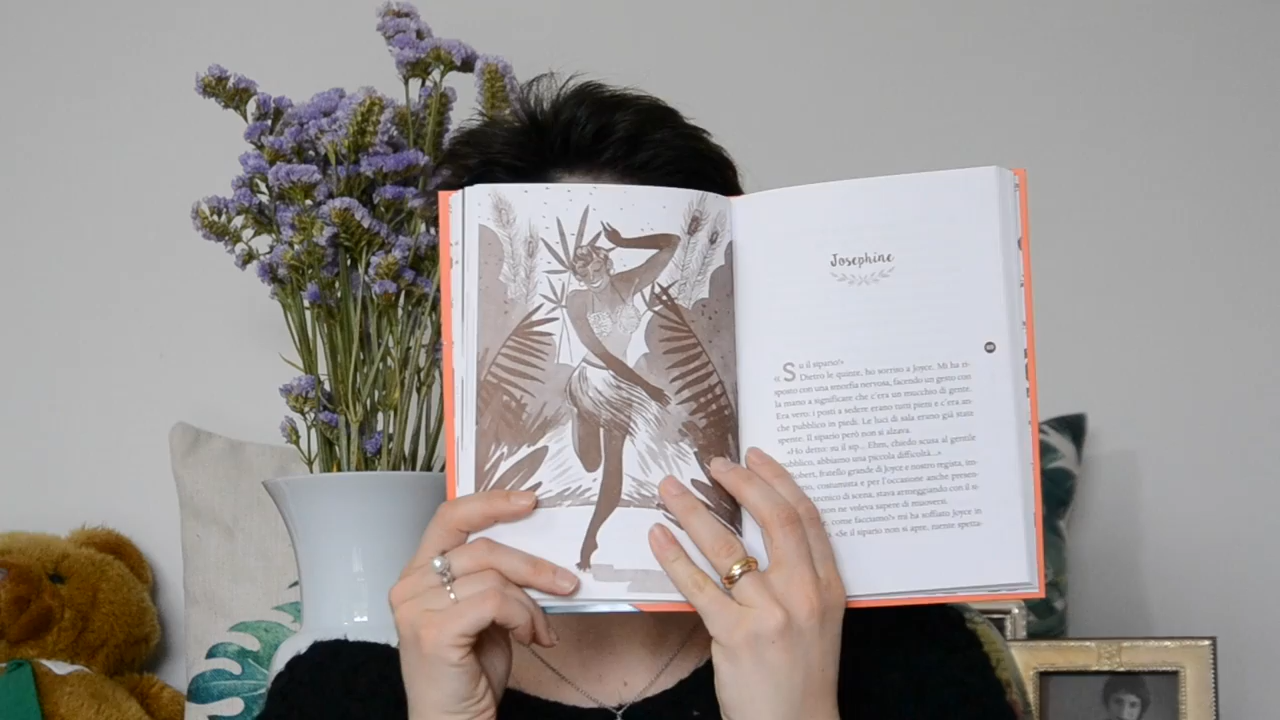 Josephine
«Su il sipario!»
Dietro le quinte, ho sorriso a Joyce. Mi ha ri-
sposto con una smorfia nervosa, facendo un gesto con
la mano a significare che c'era un mucchio di gente.
Era vero: i posti a sedere erano tutti pieni e c'era an-
che pubblico in piedi. Le luci di sala erano già state
spente. Il sipario però non si alzava.
«Ho detto: su il sip... Ehm, chiedo scusa al gentile
pubblico, abbiamo una piccola difficoltà...»
Robert, fratello grande di Joyce e nostro regista,
costumista e per l'occasione anche presen-
tecnico di scena, stava armeggiando con il si-
non ne voleva sapere di muoversi.
come facciamo?» mi ha soffiato Joyce in
«Se il sipario non si apre, niente spetta-